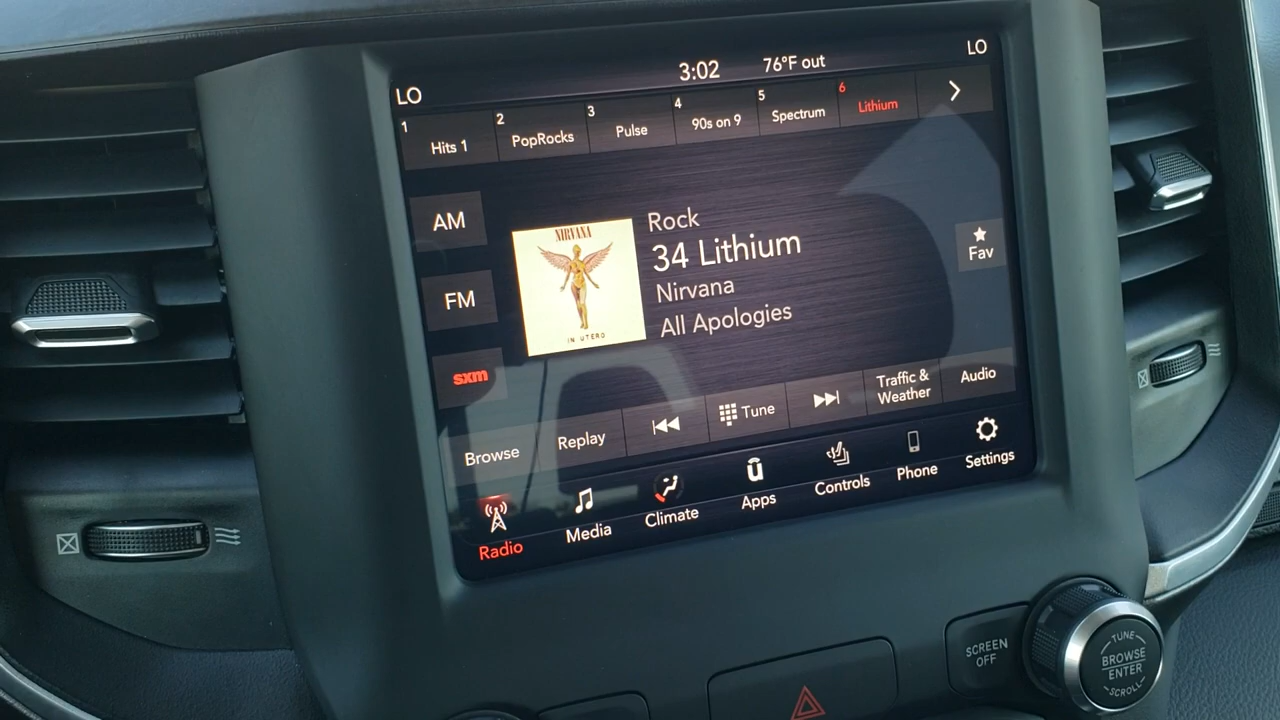 LO
3:02
76°F out
LO
1 Hits 1
2 PopRocks
3 Pulse
4 90s on 9
5 Spectrum
6 Lithium
AM
FM
sxm
NIRVANA
IN UTERO
Rock
34 Lithium
Nirvana
All Apologies
Fav
Browse
Replay
Tune
Traffic &
Weather
Audio
Radio
Media
Climate
Apps
Controls
Phone
Settings
SCREEN
OFF
TUNE
BROWSE
ENTER
SCROLL